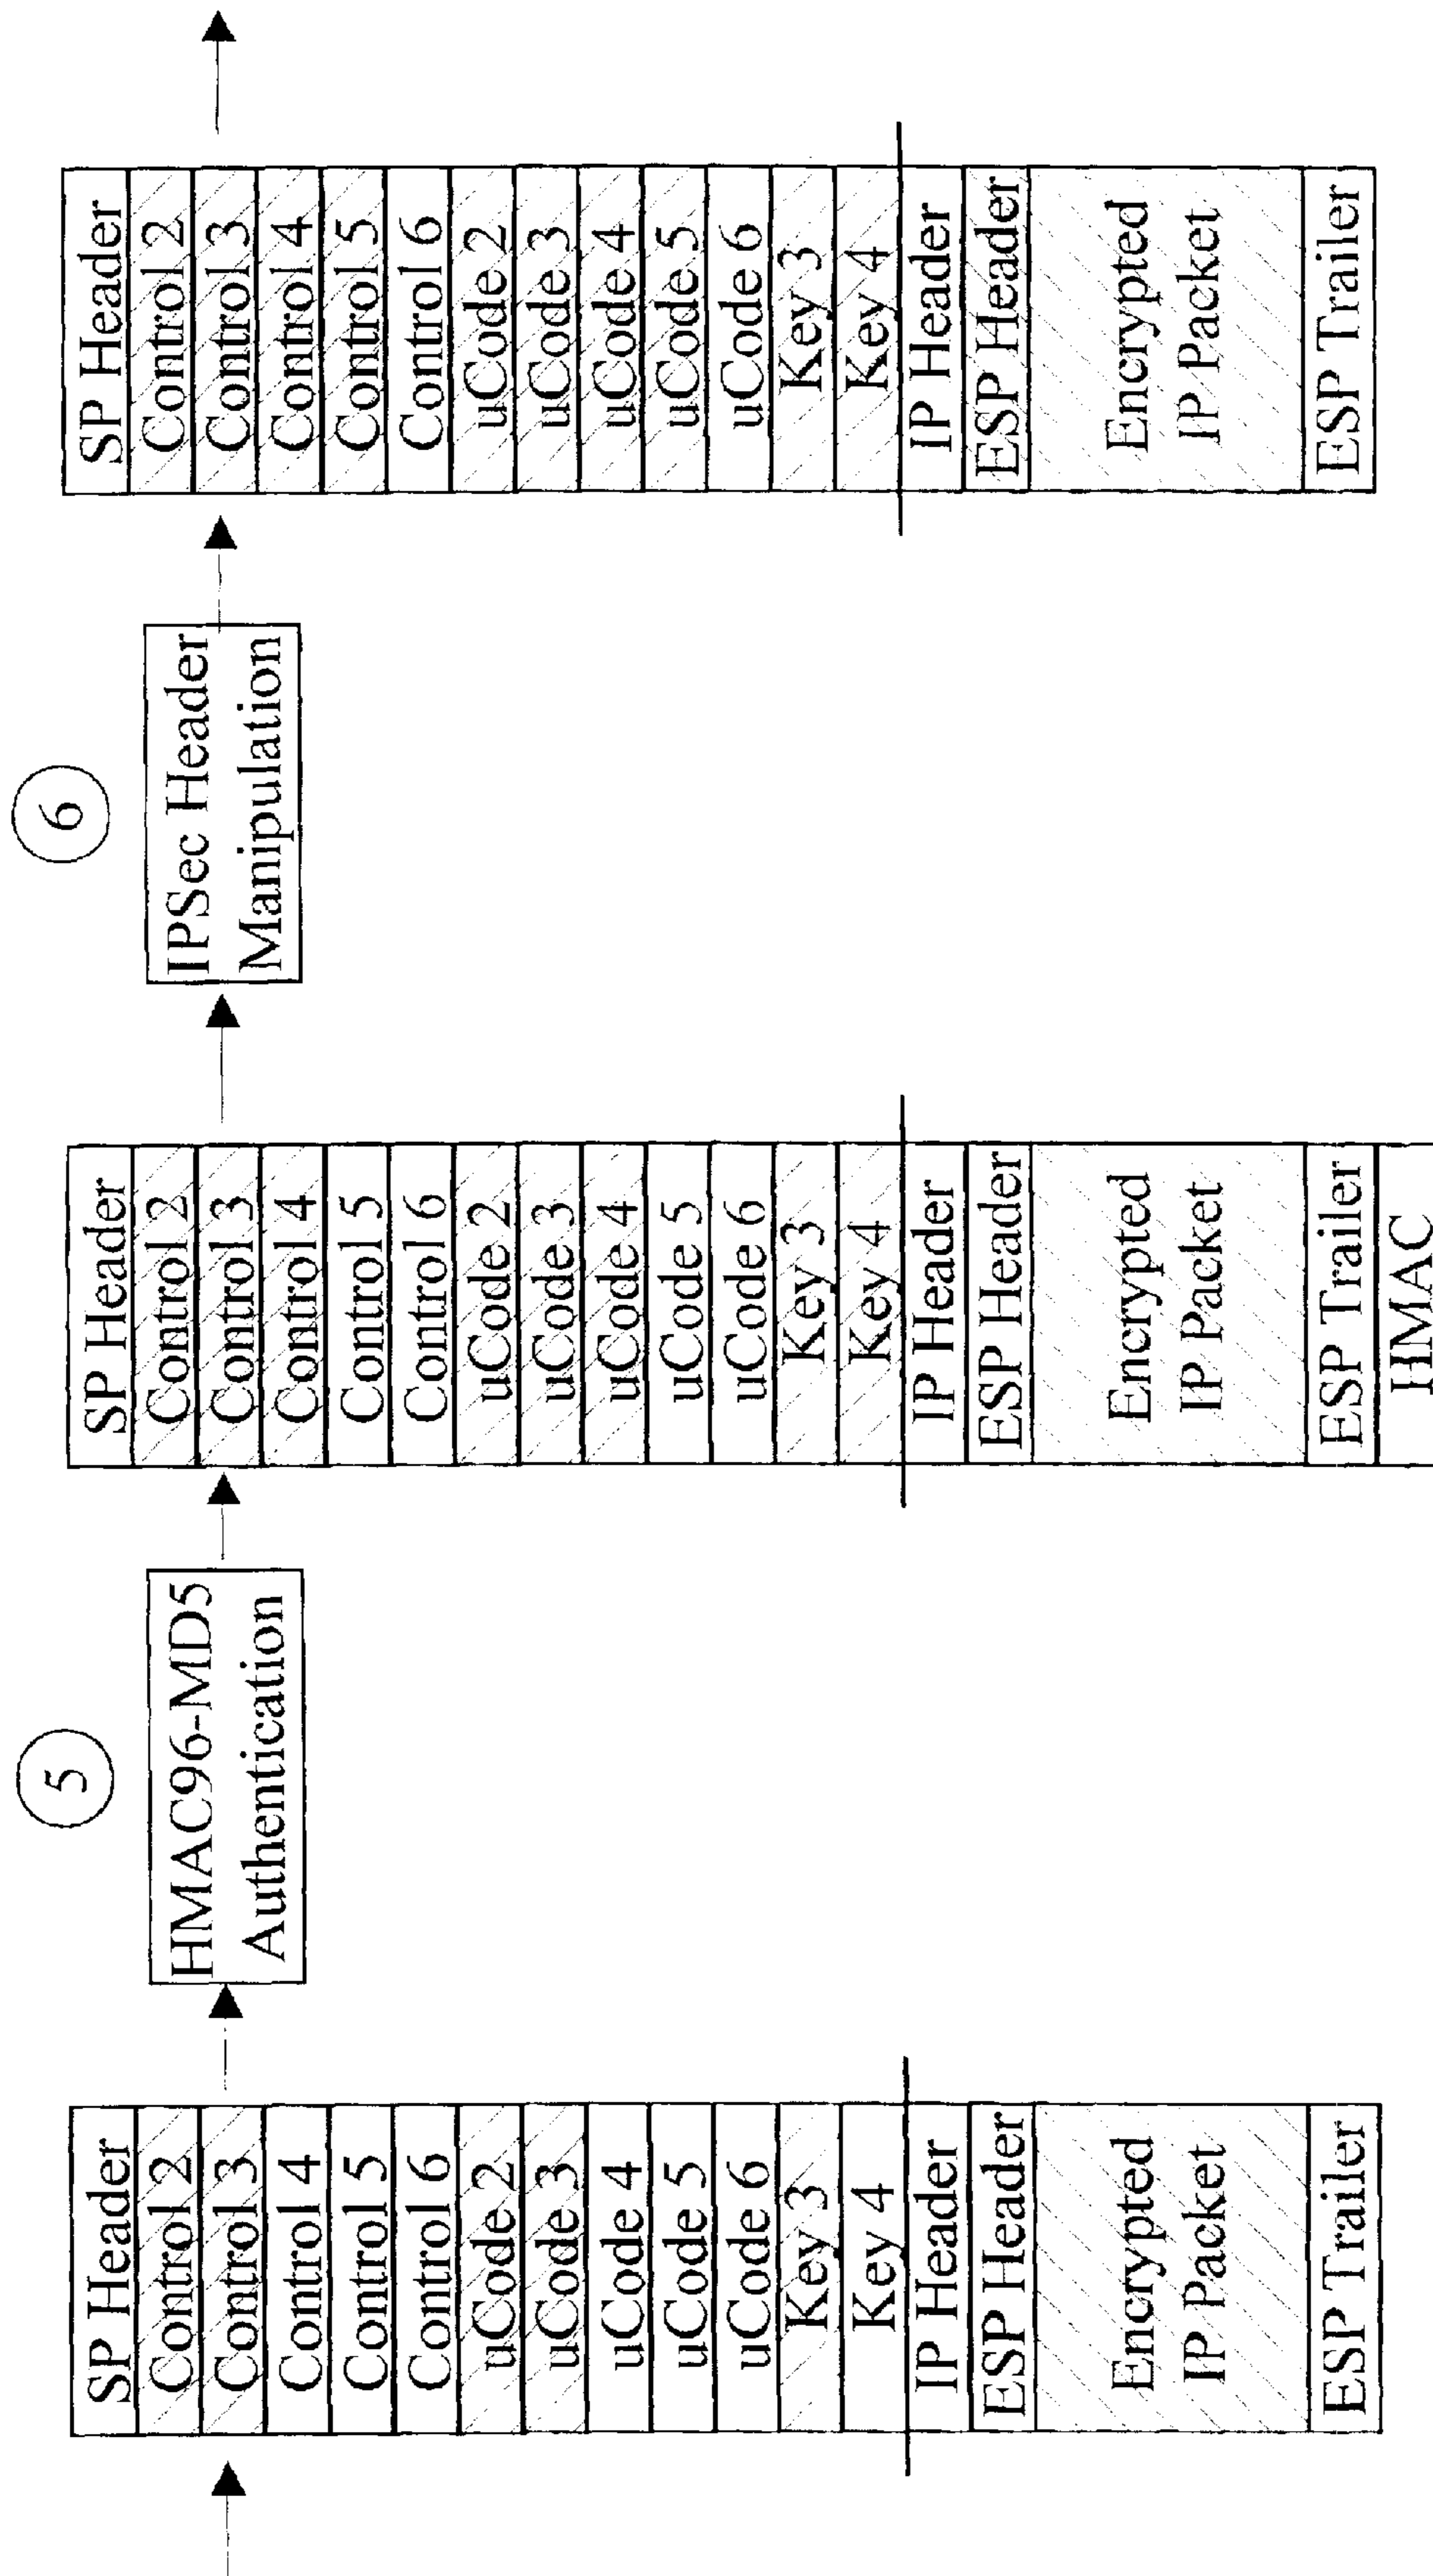 SP Header
Control 2
Control 3
Control 4
Control 5
Control 6
uCode 2
uCode 3
uCode 4
uCode 5
uCode 6
Key 3
Key 4
IP Header
ESP Header
Encrypted
IP Packet
ESP Trailer
5
HMAC96-MD5
Authentication
SP Header
Control 2
Control 3
Control 4
Control 5
Control 6
uCode 2
uCode 3
uCode 4
uCode 5
uCode 6
Key 3
Key 4
IP Header
ESP Header
Encrypted
IP Packet
ESP Trailer
HMAC
6
IPSec Header
Manipulation
SP Header
Control 2
Control 3
Control 4
Control 5
Control 6
uCode 2
uCode 3
uCode 4
uCode 5
uCode 6
Key 3
Key 4
IP Header
ESP Header
Encrypted
IP Packet
ESP Trailer